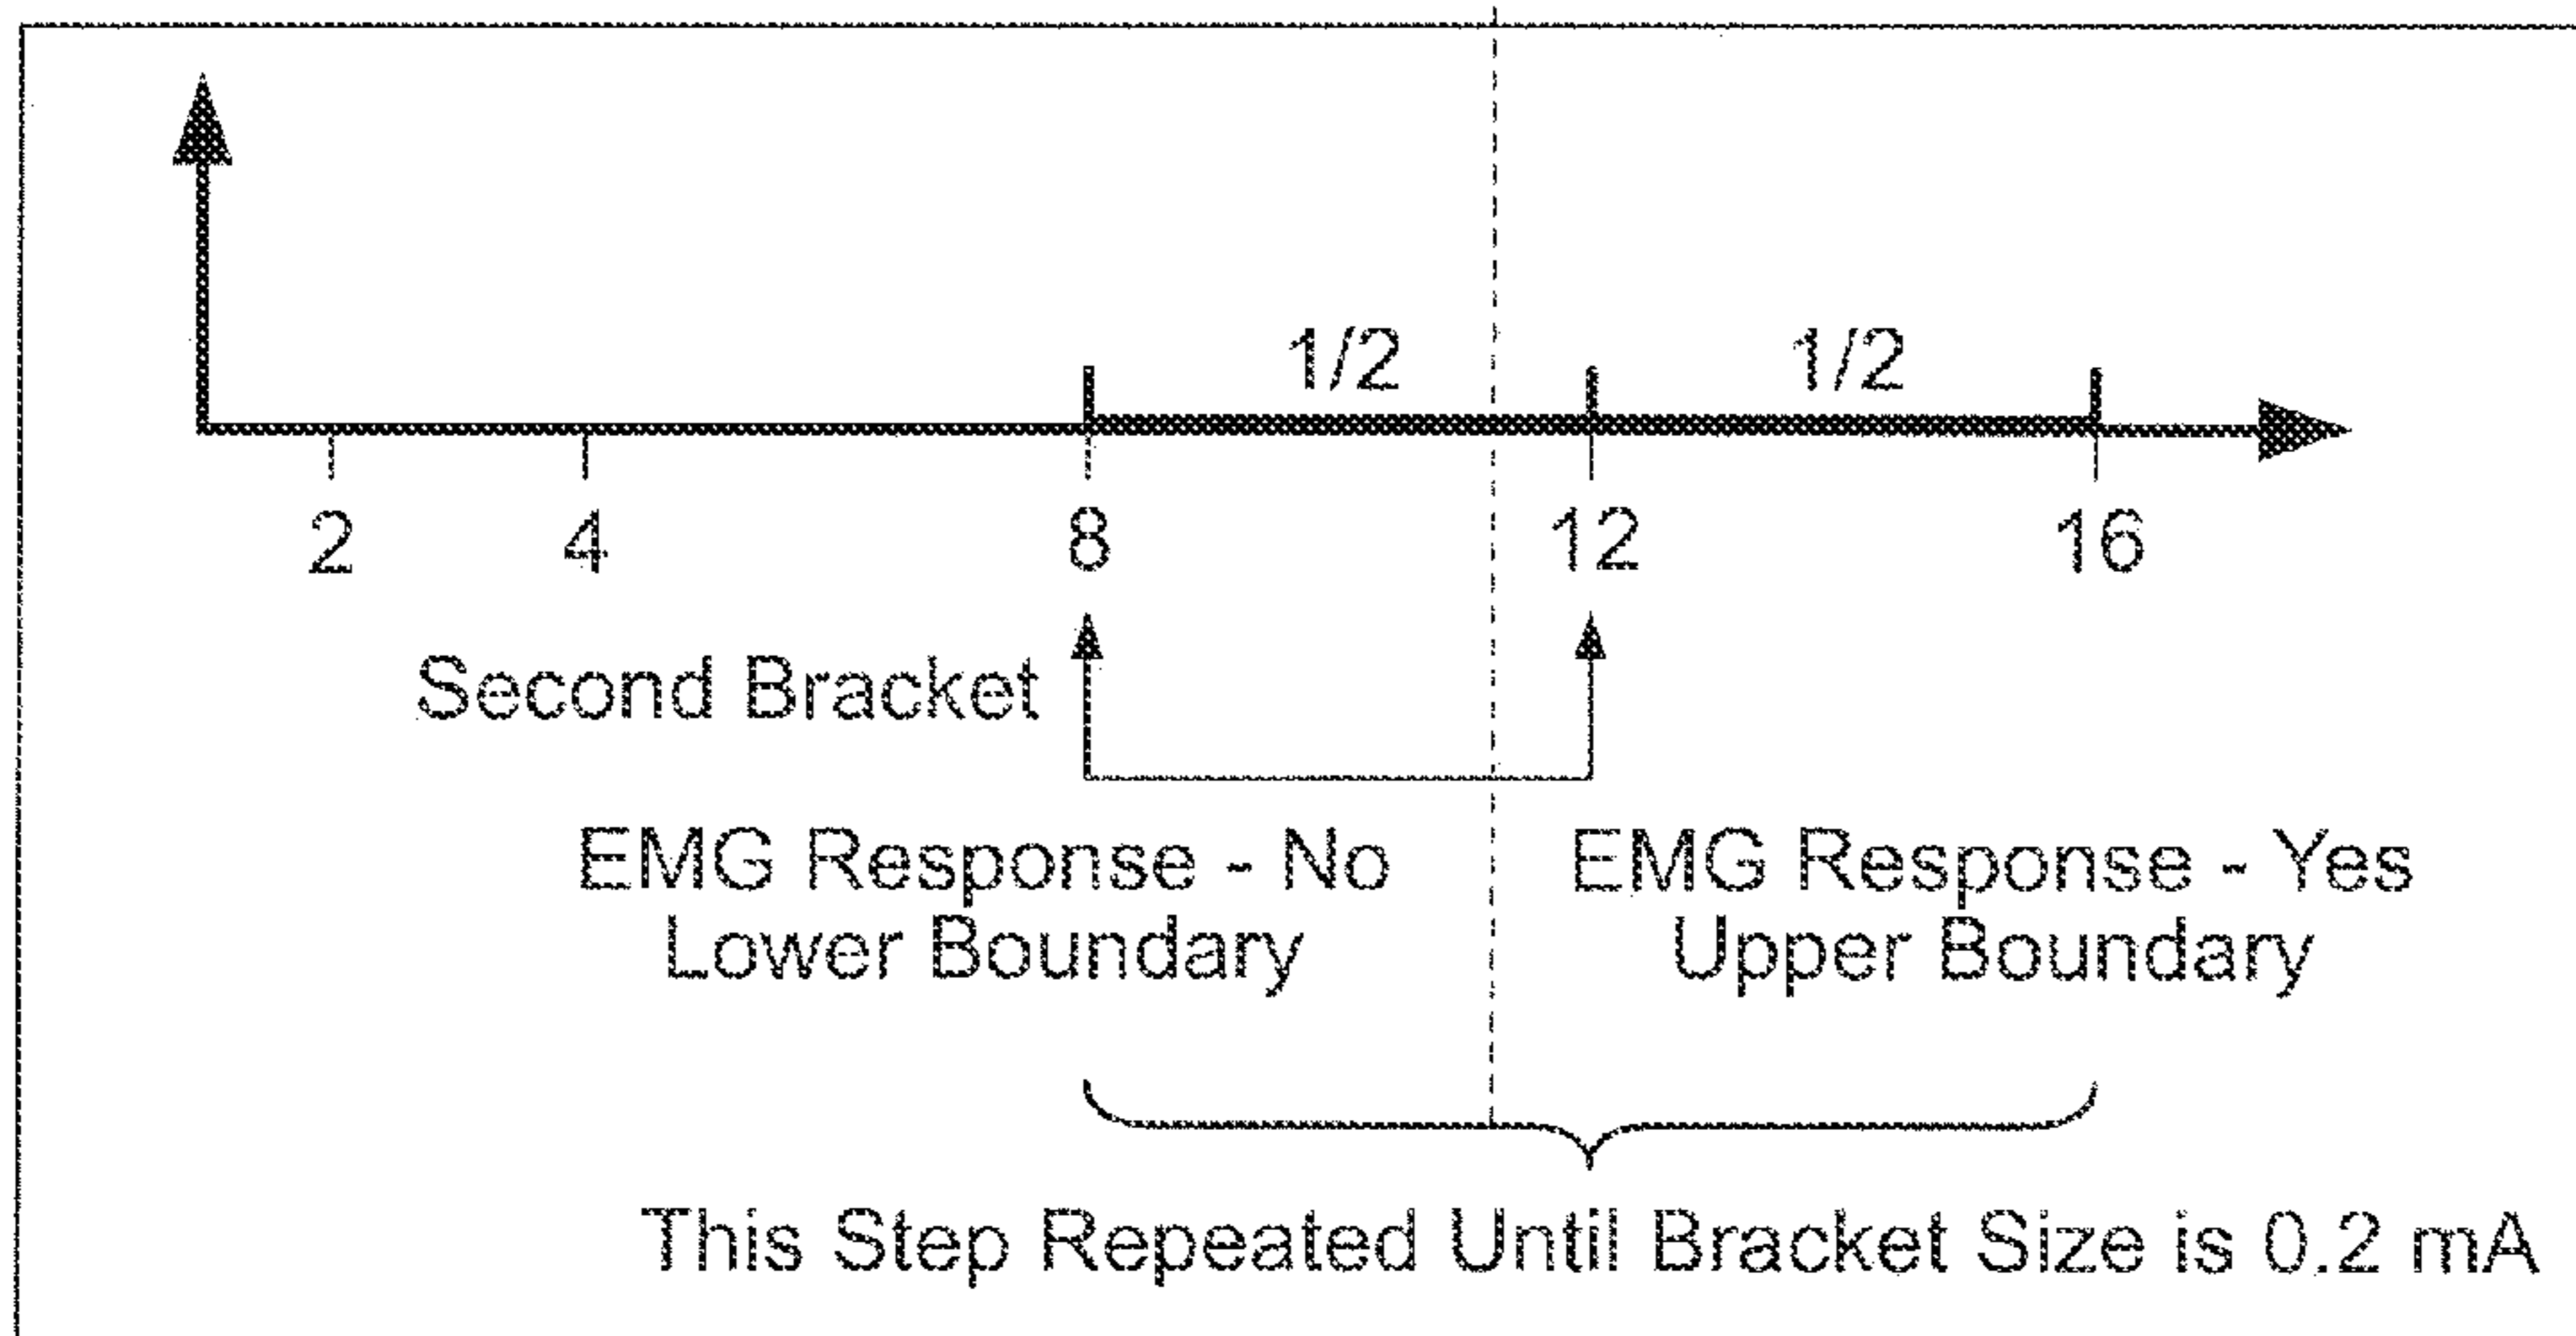 1/2 1/2
2 4 8 12 16
Second Bracket
EMG Response - No
Lower Boundary
EMG Response - Yes
Upper Boundary
This Step Repeated Until Bracket Size is 0.2 mA